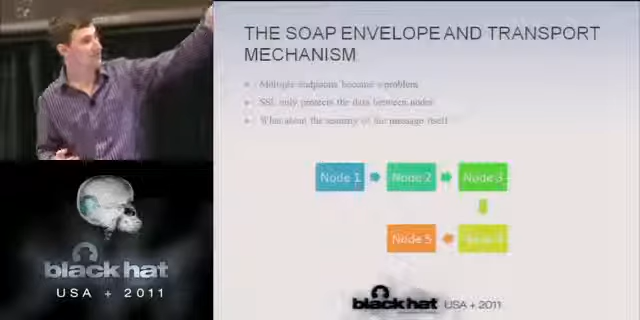 THE SOAP ENVELOPE AND TRANSPORT
MECHANISM
Multiple endpoints become a problem
SSL only protects the data between nodes
What about the security of the message itself
Node 1
Node 2
Node 3
Node 5
black hat
USA + 2011
black hat USA + 2011